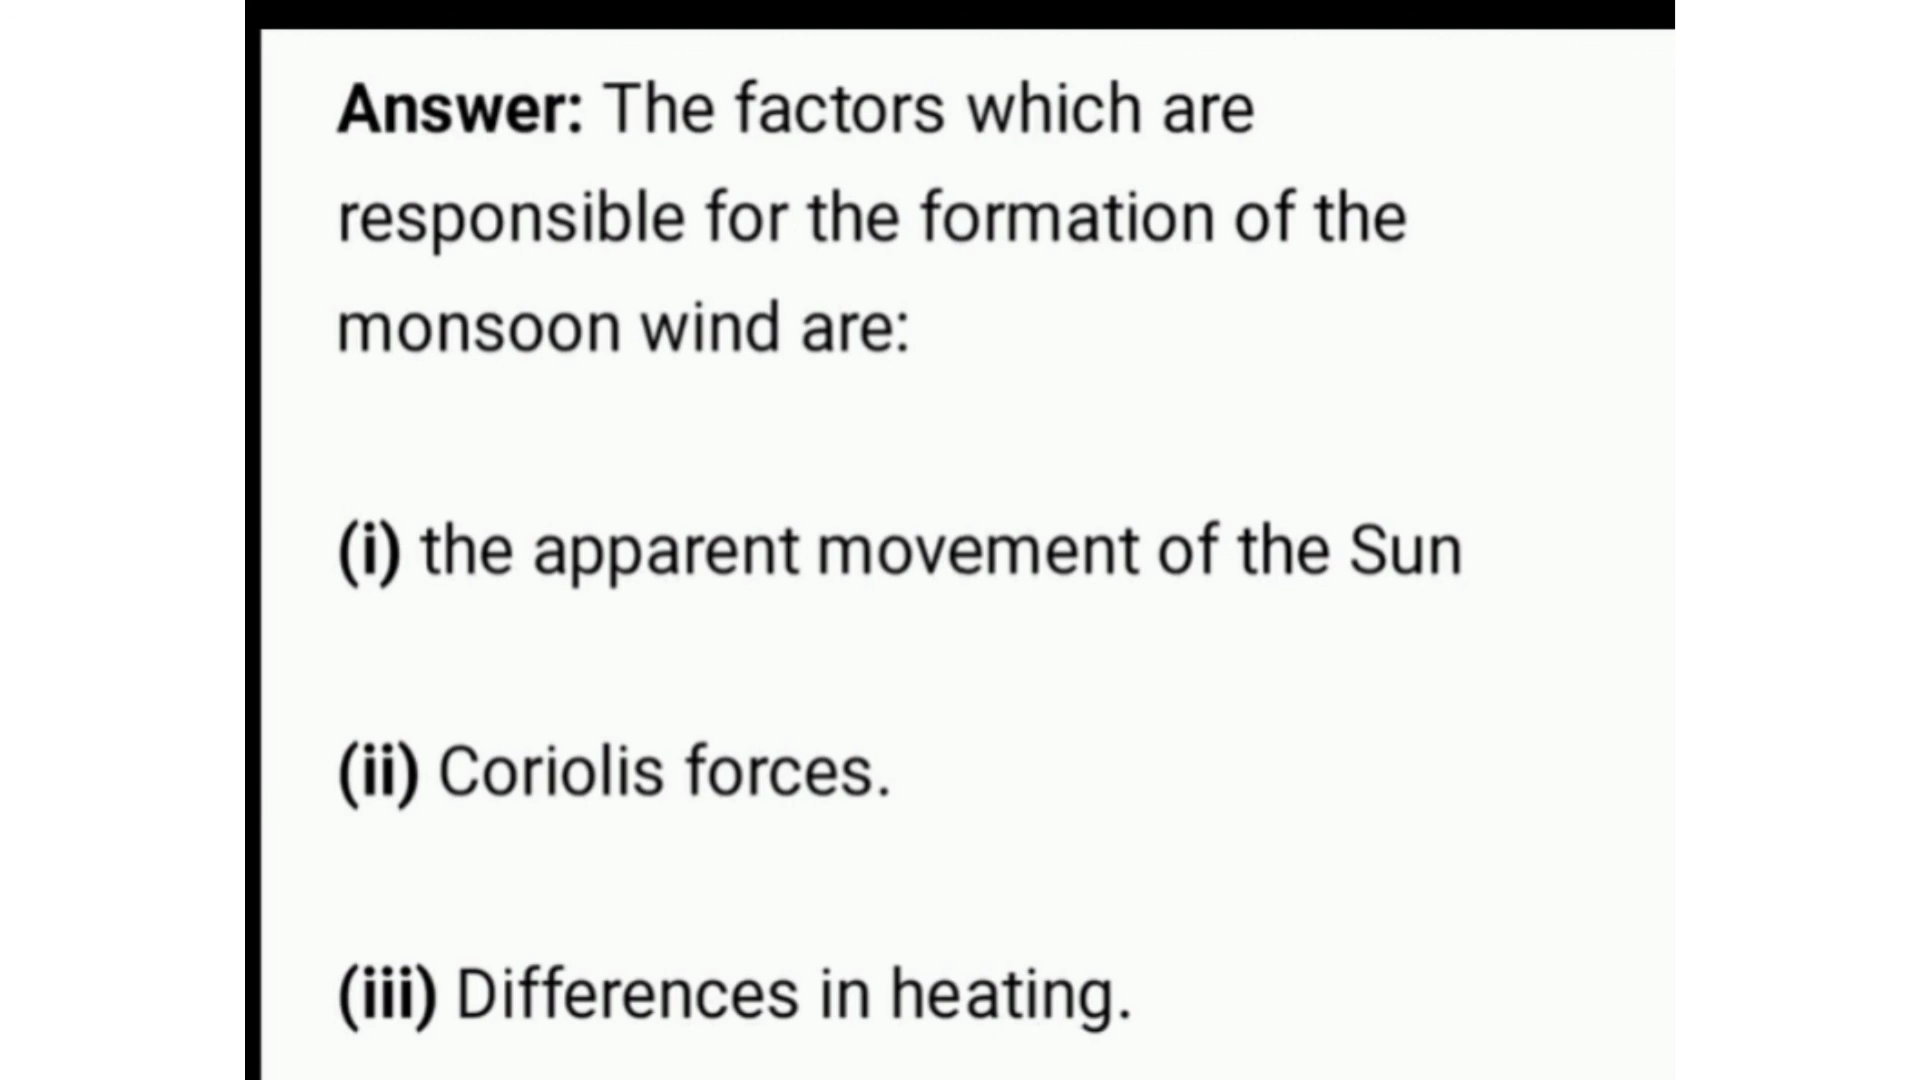 Answer: The factors which are
responsible for the formation of the
monsoon wind are:
(i) the apparent movement of the Sun
(ii) Coriolis forces.
(iii) Differences in heating.